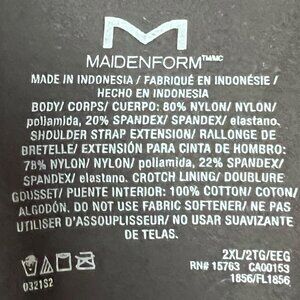 M
MAIDENFORM™/MC
MADE IN INDONESIA/ FABRIQUÉ EN INDONÉSIE/
HECHO EN INDONESIA
BODY/ CORPS/ CUERPO: 80% NYLON/ NYLON/
poliamida, 20% SPANDEX/ SPANDEX/ elastano.
SHOULDER STRAP EXTENSION/ RALLONGE DE
BRETELLE/ EXTENSIÓN PARA CINTA DE HOMBRO:
78% NYLON/ NYLON/ poliamida, 22% SPANDEX/
SPANDEX/ elastano. CROTCH LINING/ DOUBLURE
GOUSSET/ PUENTE INTERIOR: 100% COTTON/ COTON/
ALGODÓN. DO NOT USE FABRIC SOFTENER/ NE PAS
UTILISER D'ASSOUPLISSEUR/ NO USAR SUAVIZANTE
DE TELAS.
2XL/2TG/EEG
RN# 15763 CA00153
032152 1856/FL1856